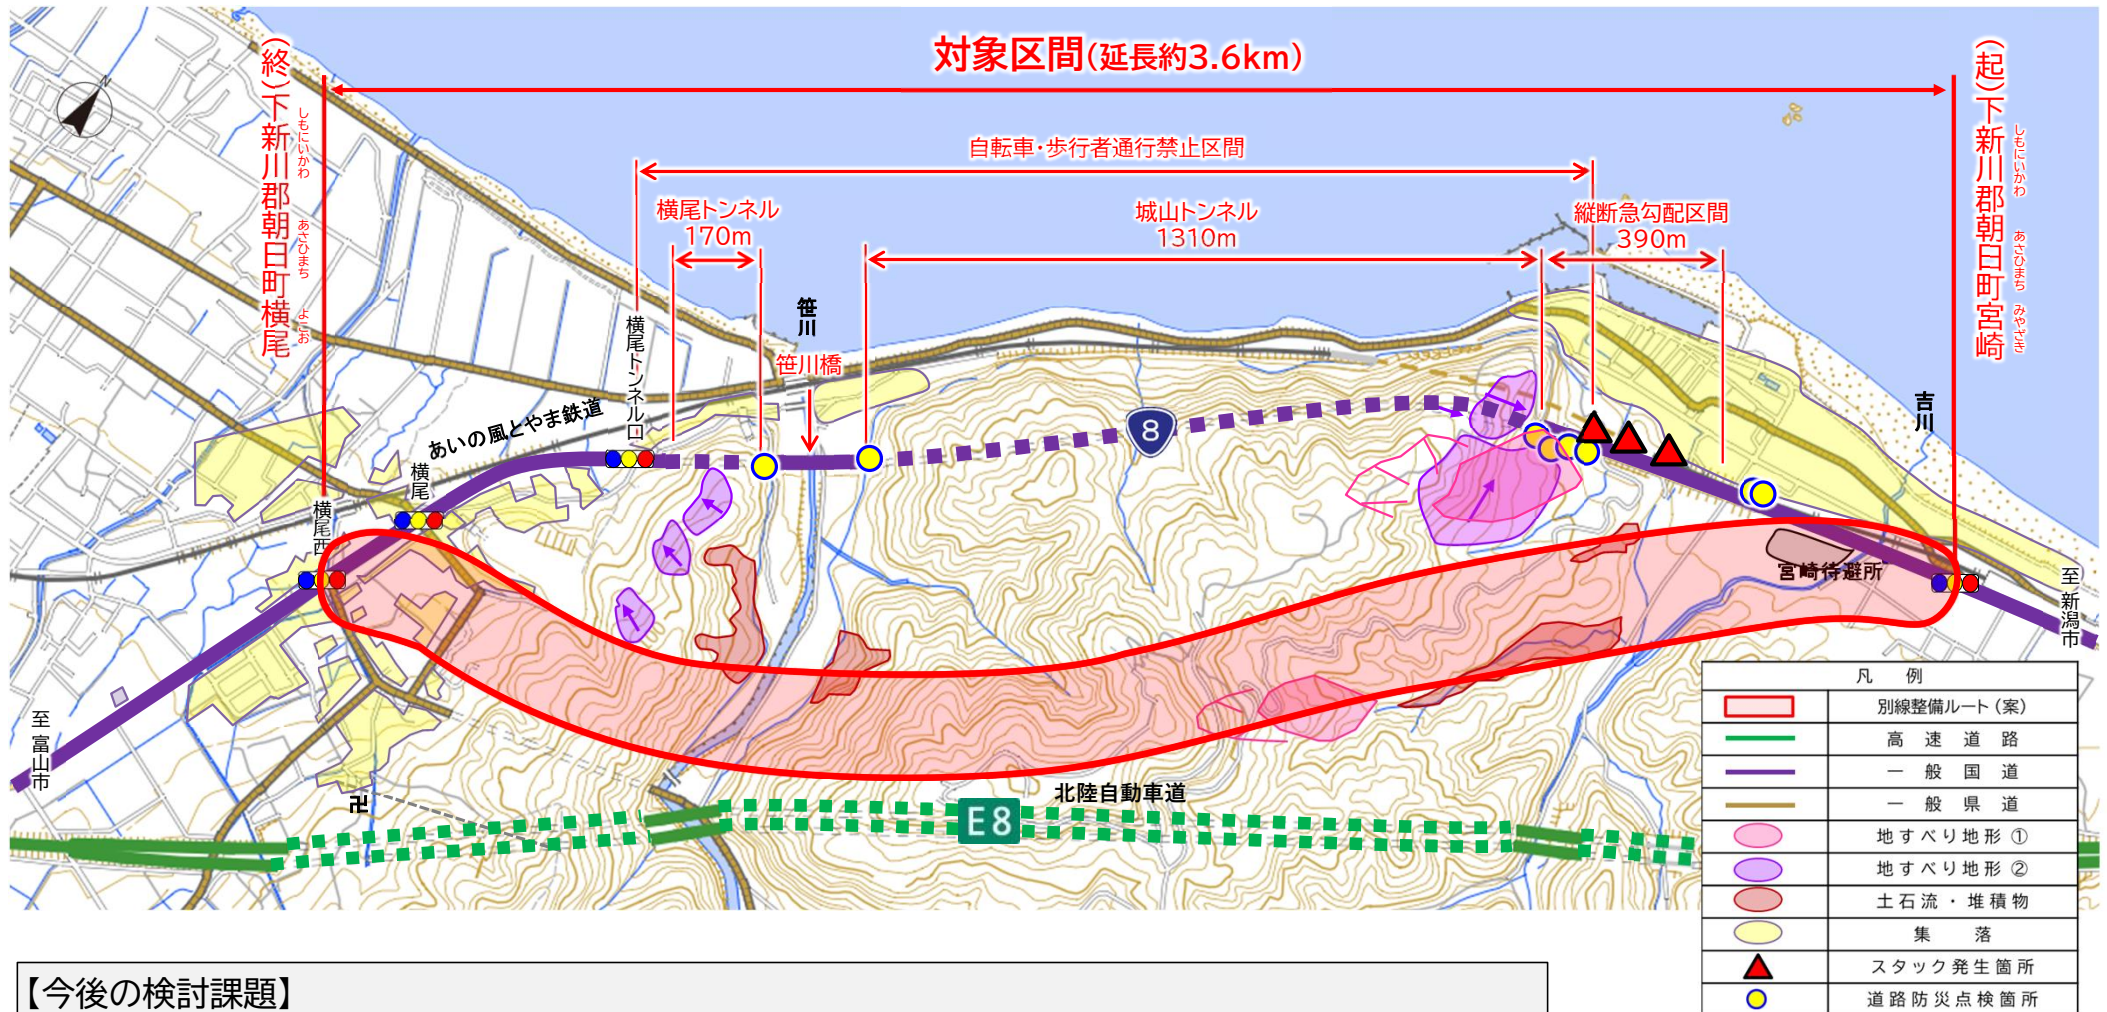 対象区間(延長約3.6km)
(終)下新川郡朝日町横尾
しもにいかわ あさひまち よこお
(起)下新川郡朝日町宮崎
しもにいかわ あさひまち みやざき
N
自転車・歩行者通行禁止区間
横尾トンネル
170m
城山トンネル
1310m
縦断急勾配区間
390m
笹川
笹川橋
横尾トンネル口
あいの風とやま鉄道
横尾
横尾西
8
吉川
宮崎待避所
至 新潟市
至 富山市
北陸自動車道
E8
凡例
別線整備ルート(案)
高速道路
一般国道
一般県道
地すべり地形 ①
地すべり地形 ②
土石流・堆積物
集落
スタック発生箇所
道路防災点検箇所
【今後の検討課題】